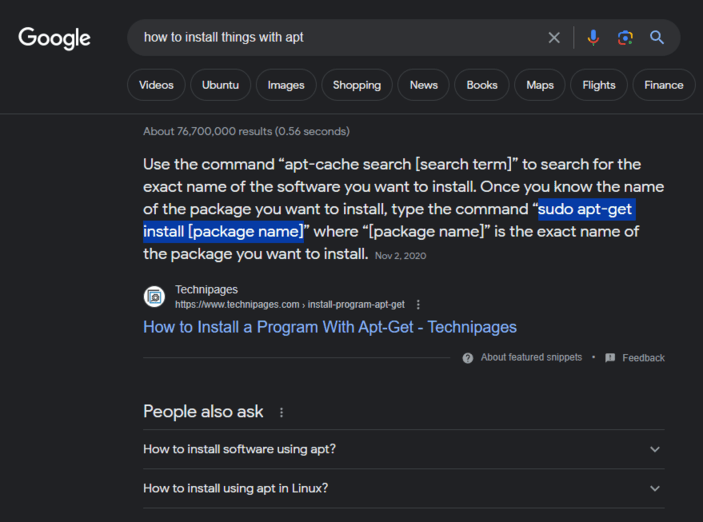 Google
how to install things with apt
Videos
Ubuntu
Images
Shopping
News
Books
Maps
Flights
Finance
About 76,700,000 results (0.56 seconds)
Use the command “apt-cache search [search term]” to search for the
exact name of the software you want to install. Once you know the name
of the package you want to install, type the command “sudo apt-get
install [package name]” where “[package name]” is the exact name of
the package you want to install. Nov 2, 2020
Technipages
https://www.technipages.com › install-program-apt-get
How to Install a Program With Apt-Get - Technipages
About featured snippets • Feedback
People also ask
How to install software using apt?
How to install using apt in Linux?